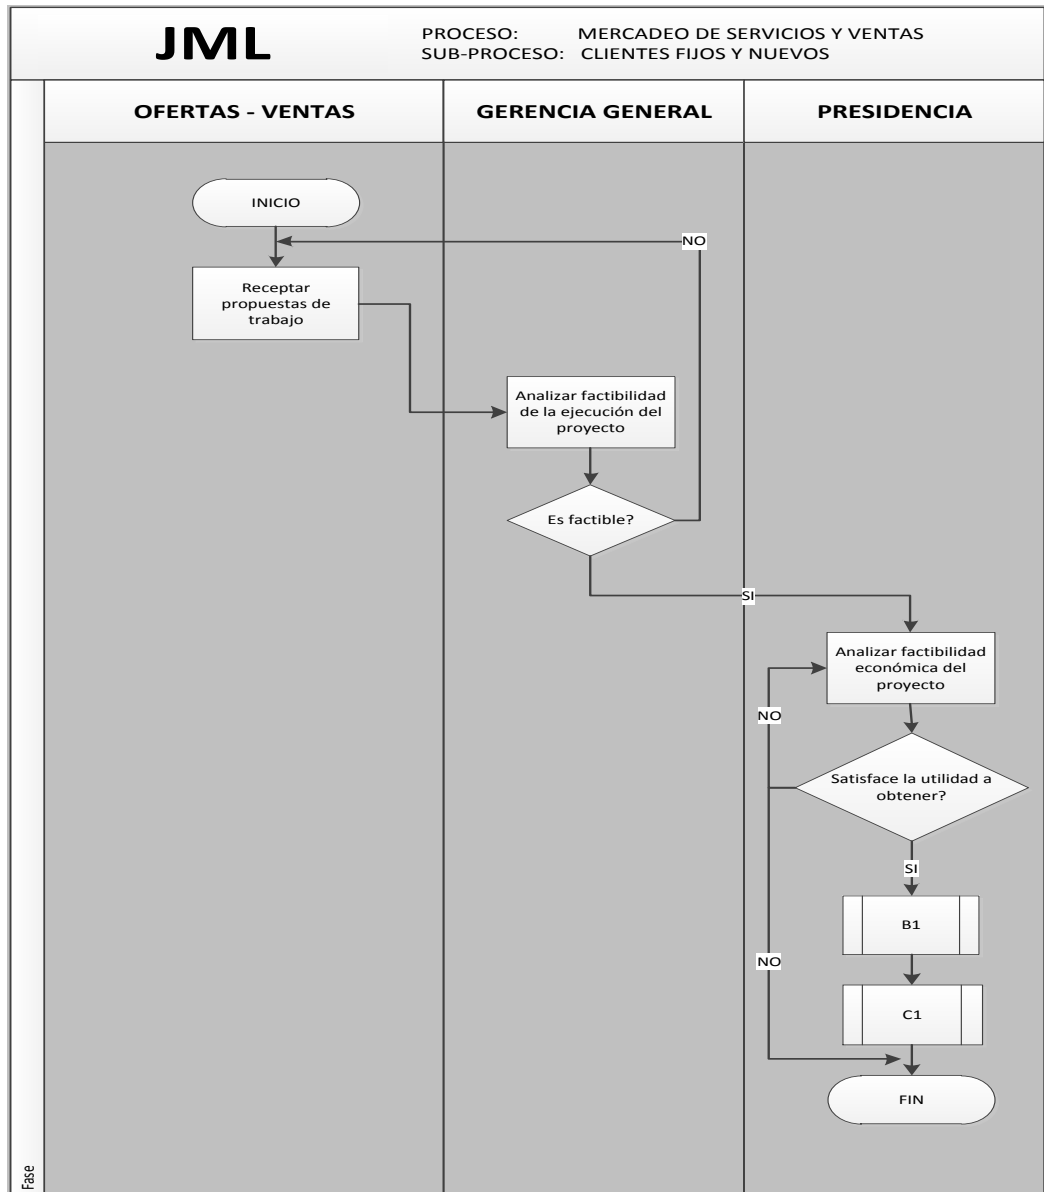 JML
PROCESO: MERCADEO DE SERVICIOS Y VENTAS
SUB-PROCESO: CLIENTES FIJOS Y NUEVOS
OFERTAS - VENTAS
GERENCIA GENERAL
PRESIDENCIA
INICIO
NO
Receptar
propuestas de
trabajo
Analizar factibilidad
de la ejecución del
proyecto
Es factible?
SI
Analizar factibilidad
económica del
proyecto
NO
Satisface la utilidad a
obtener?
SI
B1
NO
C1
FIN
Fase